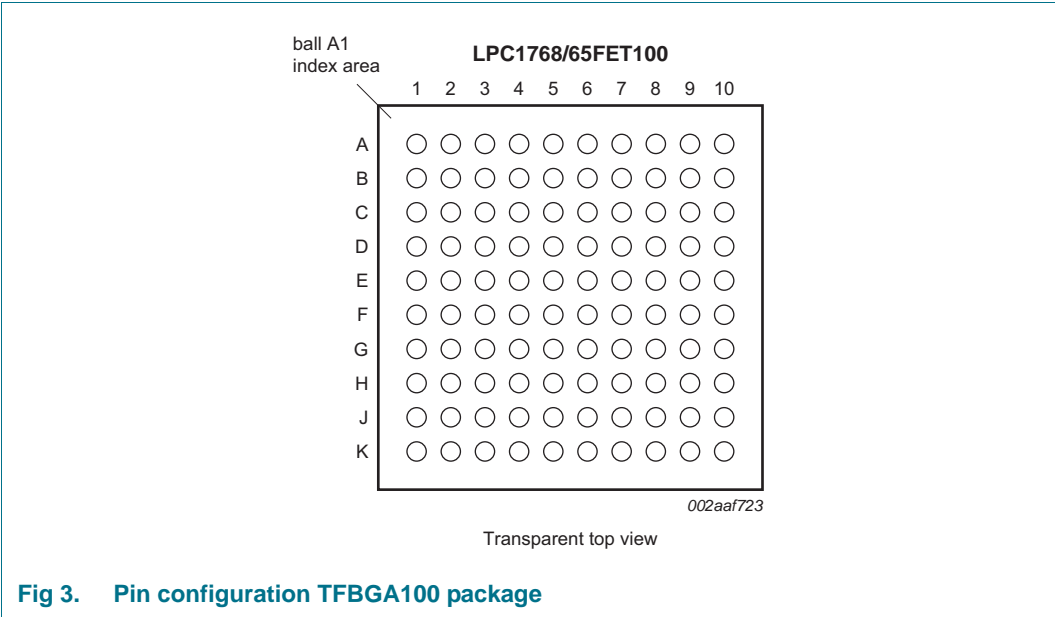 ball A1
index area
LPC1768/65FET100
1 2 3 4 5 6 7 8 9 10
A
B
C
D
E
F
G
H
J
K
002aaf723
Transparent top view
Fig 3. Pin configuration TFBGA100 package